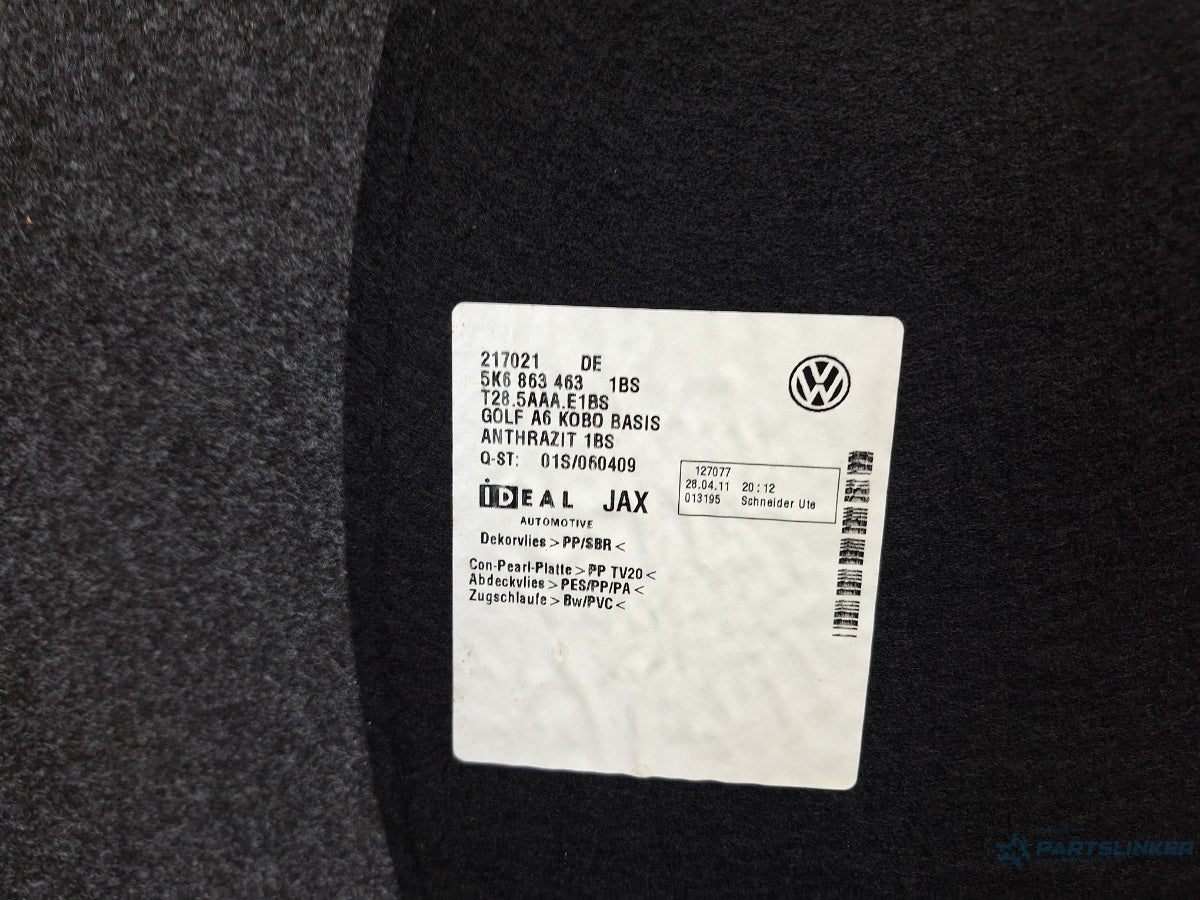 217021 DE
5K6 863 463 1BS
T28.5AAA.E1BS
GOLF A6 KOBO BASIS
ANTHRAZIT 1BS
Q-ST: 01S/060409
127077
28.04.11 20:12
013195 Schneider Ute
IDEAL JAX
AUTOMOTIVE
Dekorvlies >PP/SBR<
Con-Pearl-Platte >PP TV20<
Abdeckvlies >PES/PP/PA<
Zugschlaufe >Bw/PVC<
PARTSLINKER